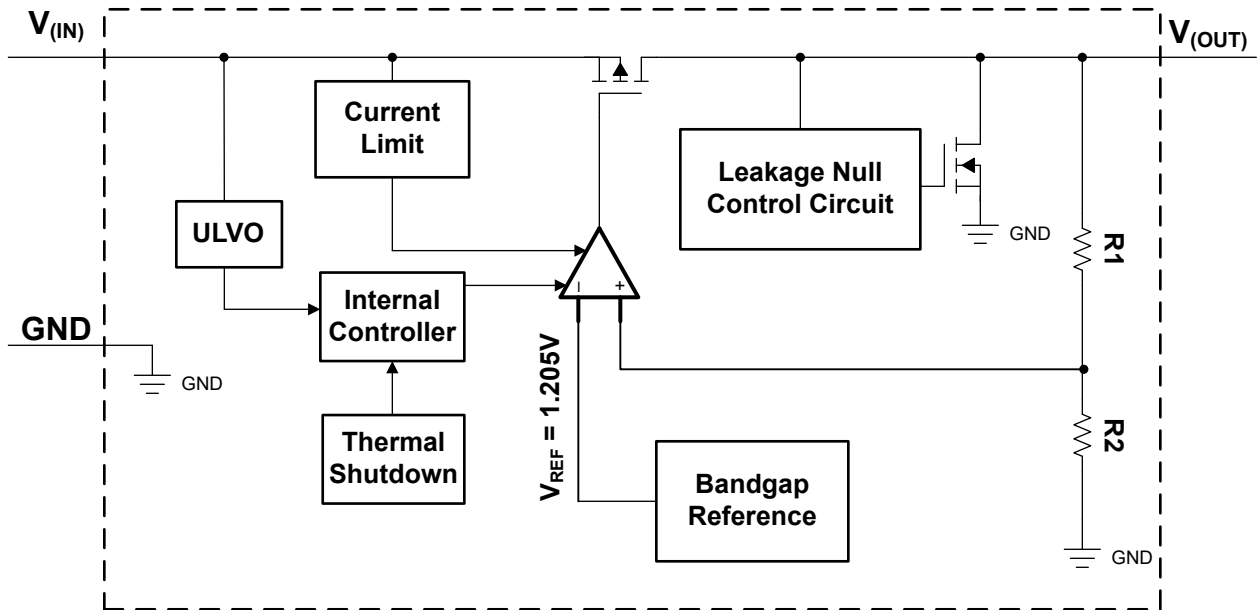 V(IN)
V(OUT)
Current
Limit
Leakage Null
Control Circuit
ULVO
GND
R1
Internal
Controller
- +
GND
GND
VREF = 1.205V
Thermal
Shutdown
R2
Bandgap
Reference
GND